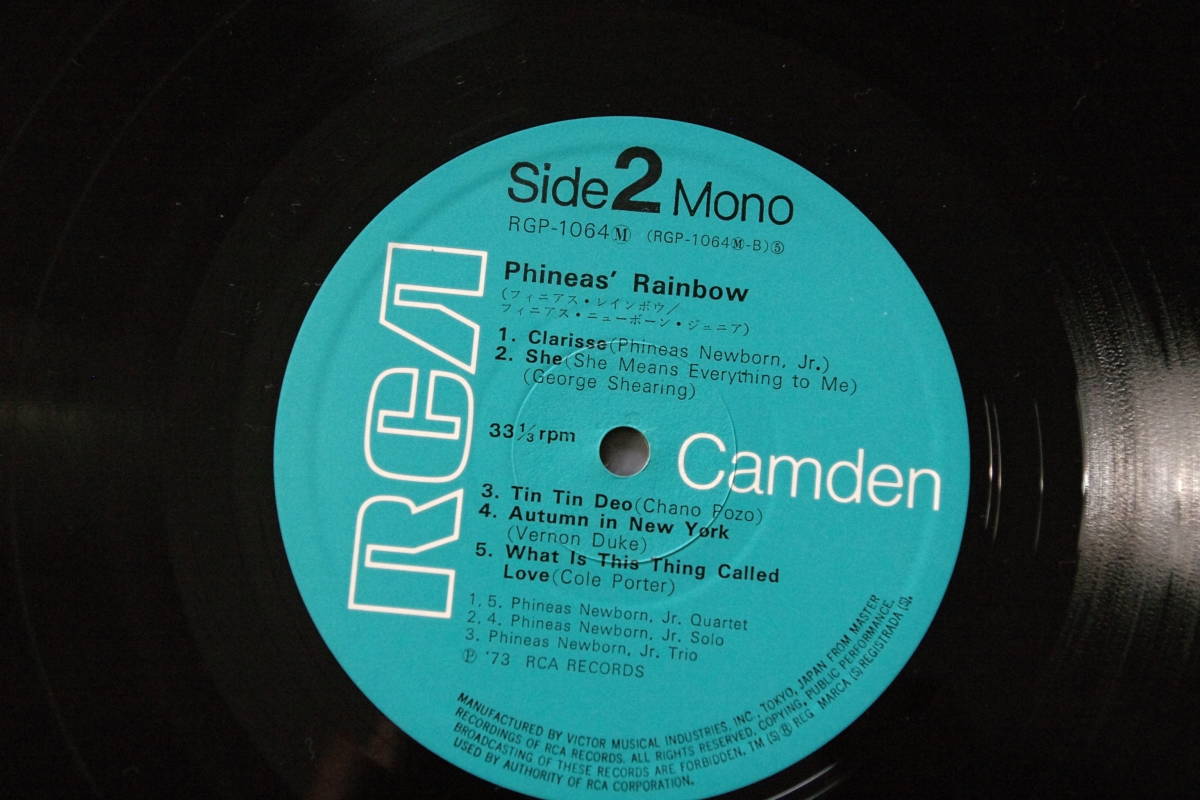 Side 2 Mono
RGP-1064Ⓜ (RGP-1064Ⓜ-B)⑤
Phineas' Rainbow
(フィニアス・レインボウ/
フィニアス・ニューボーン・ジュニア)
1. Clarisse (Phineas Newborn, Jr.)
2. She (She Means Everything to Me)
(George Shearing)
33 1/3 rpm
RCA
Camden
3. Tin Tin Deo (Chano Pozo)
4. Autumn in New York
(Vernon Duke)
5. What Is This Thing Called
Love (Cole Porter)
1, 5. Phineas Newborn, Jr. Quartet
2, 4. Phineas Newborn, Jr. Solo
3. Phineas Newborn, Jr. Trio
℗ '73 RCA RECORDS
MANUFACTURED BY VICTOR MUSICAL INDUSTRIES, INC., TOKYO, JAPAN FROM MASTER
RECORDINGS OF RCA RECORDS. ALL RIGHTS RESERVED. COPYING, PUBLIC PERFORMANCE,
BROADCASTING OF THESE RECORDS ARE FORBIDDEN. TM (S) ® REG MARCA (S) REGISTRADA (S).
USED BY AUTHORITY OF RCA CORPORATION.